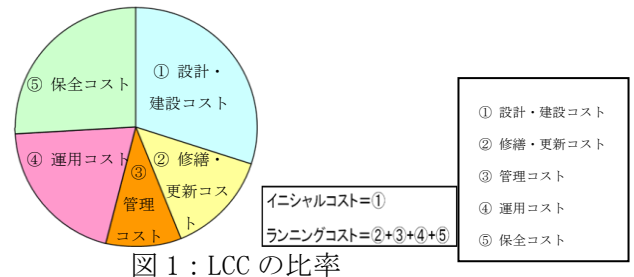 ① 設計・
建設コスト
② 修繕・
更新コス
ト
③
管理
コスト
④ 運用コスト
⑤ 保全コスト
イニシャルコスト=①
ランニングコスト=②+③+④+⑤
① 設計・建設コスト
② 修繕・更新コスト
③ 管理コスト
④ 運用コスト
⑤ 保全コスト
図1:LCCの比率